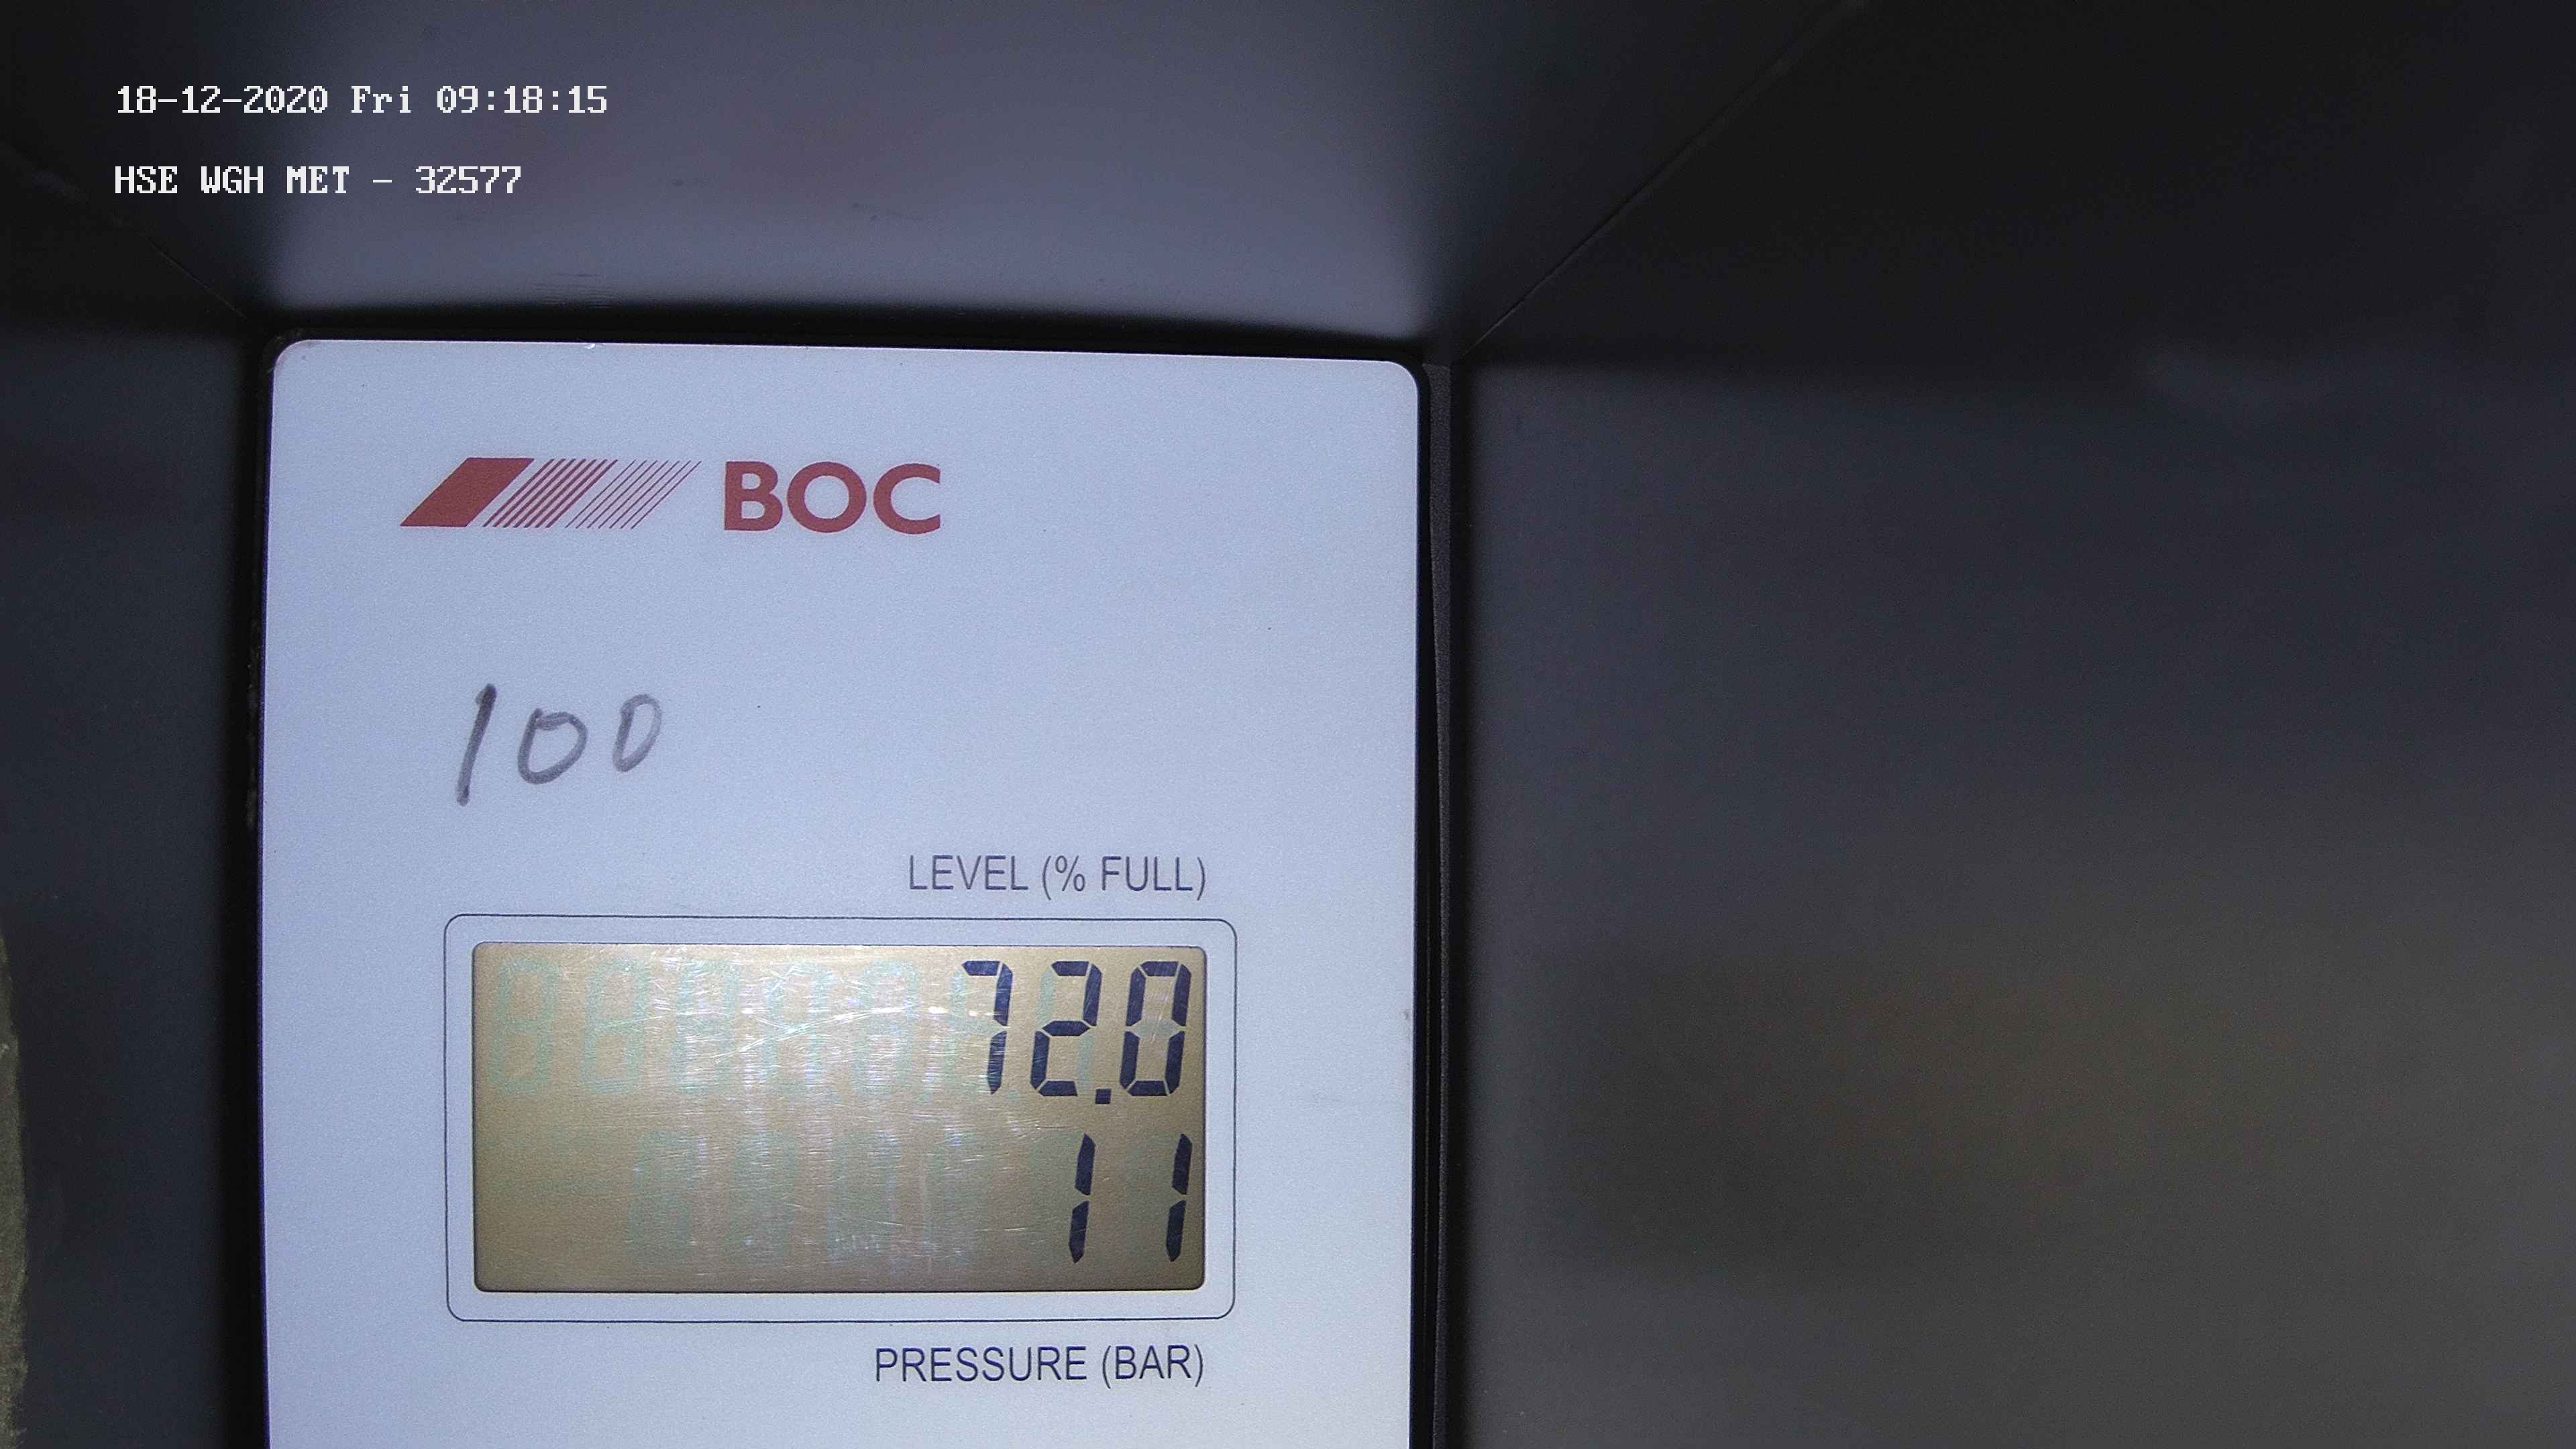 18-12-2020 Fri 09:18:15
HSE WGH MET - 32577
BOC
100
LEVEL (% FULL)
72.0
11
PRESSURE (BAR)